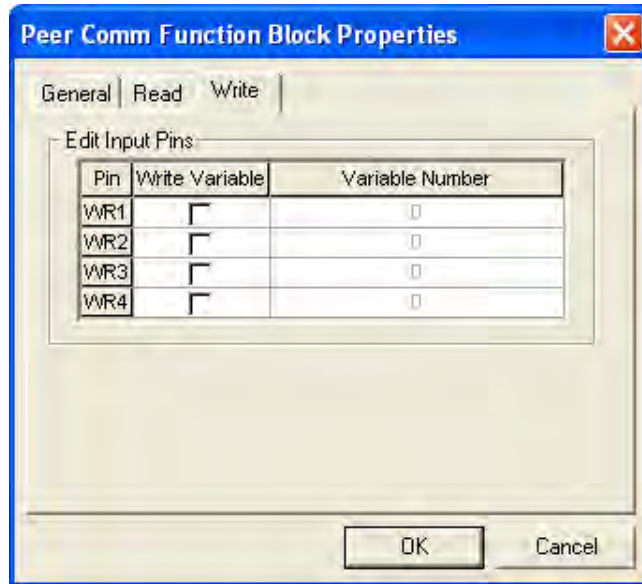 Peer Comm Function Block Properties
General Read Write
Edit Input Pins
Pin Write Variable Variable Number
WR1 0
WR2 0
WR3 0
WR4 0
OK Cancel